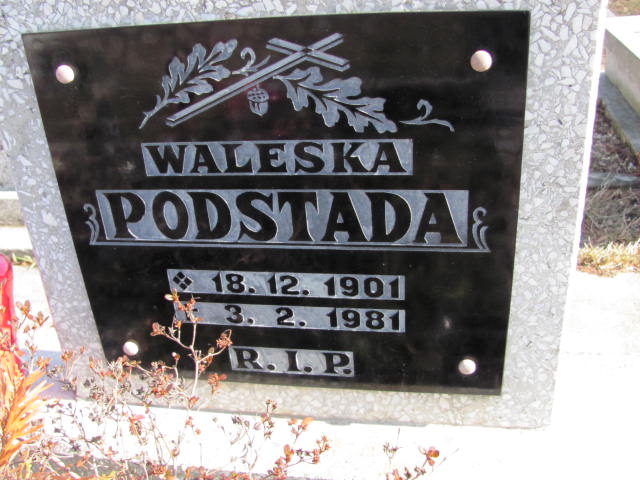 WALESKA
PODSTADA
18. 12. 1901
3. 2. 1981
R. I. P.